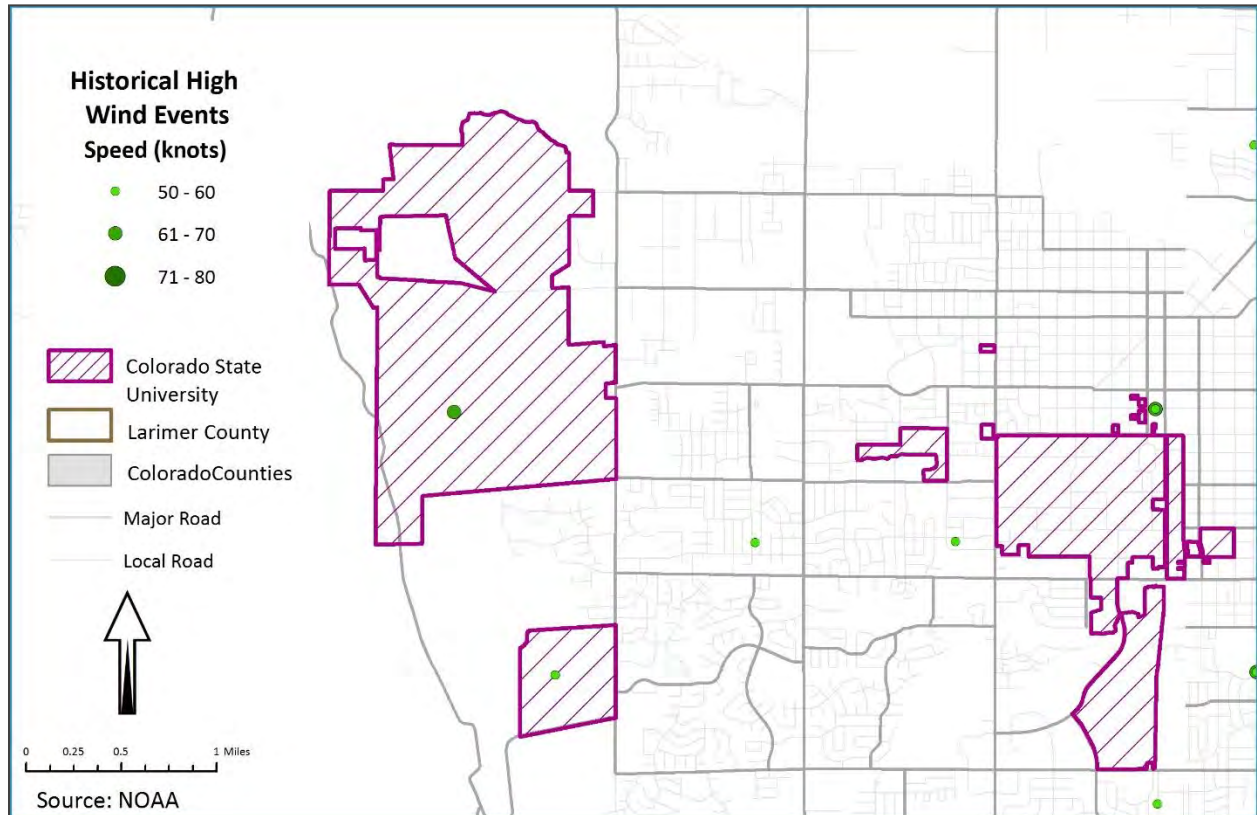 Historical High
Wind Events
Speed (knots)
50 - 60
61 - 70
71 - 80
Colorado State
University
Larimer County
ColoradoCounties
Major Road
Local Road
0 0.25 0.5 1 Miles
Source: NOAA